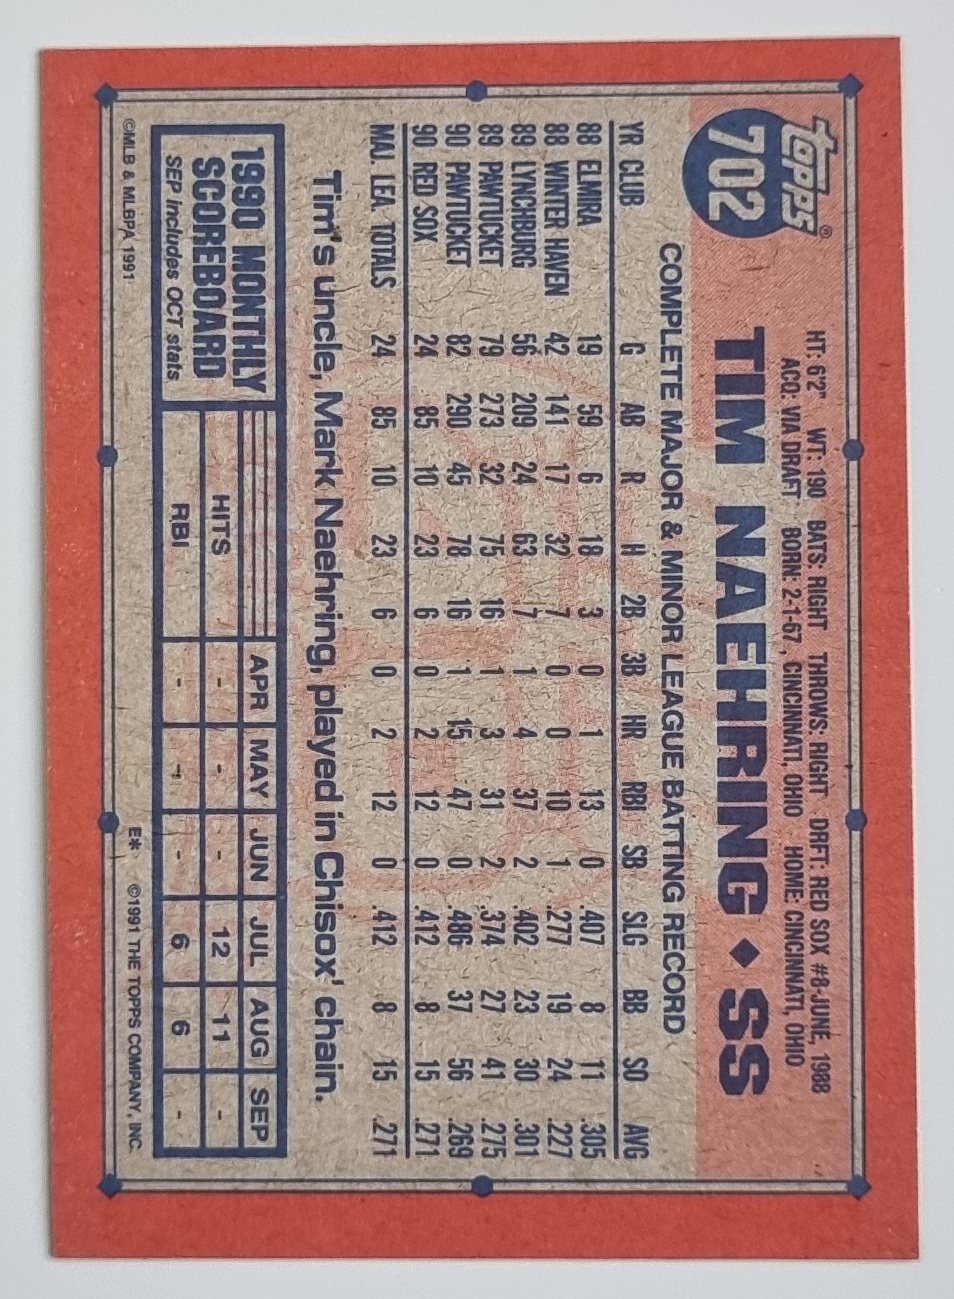 topps®
702
HT: 6'2" WT: 190 BATS: RIGHT THROWS: RIGHT DRFT: RED SOX #8-JUNE, 1988
ACQ: VIA DRAFT BORN: 2-1-67, CINCINNATI, OHIO HOME: CINCINNATI, OHIO
TIM NAEHRING ♦ SS
COMPLETE MAJOR & MINOR LEAGUE BATTING RECORD
YR CLUB G AB R H 2B 3B HR RBI SB SLG BB SO AVG
88 ELMIRA 19 59 6 18 3 0 1 13 0 .407 8 11 .305
88 WINTER HAVEN 42 141 17 32 7 0 0 10 1 .277 19 24 .227
89 LYNCHBURG 56 209 24 63 7 1 4 37 2 .402 23 30 .301
89 PAWTUCKET 79 273 32 75 16 1 3 31 2 .374 27 41 .275
90 PAWTUCKET 82 290 45 78 16 1 15 47 0 .486 37 56 .269
90 RED SOX 24 85 10 23 6 0 2 12 0 .412 8 15 .271
MAJ. LEA. TOTALS 24 85 10 23 6 0 2 12 0 .412 8 15 .271
Tim's uncle, Mark Naehring, played in Chisox' chain.
1990 MONTHLY
SCOREBOARD
SEP includes OCT stats
APR MAY JUN JUL AUG SEP
HITS - - - 12 11 -
RBI - - - 6 6 -
©MLB & MLBPA 1991 E* ©1991 THE TOPPS COMPANY, INC.